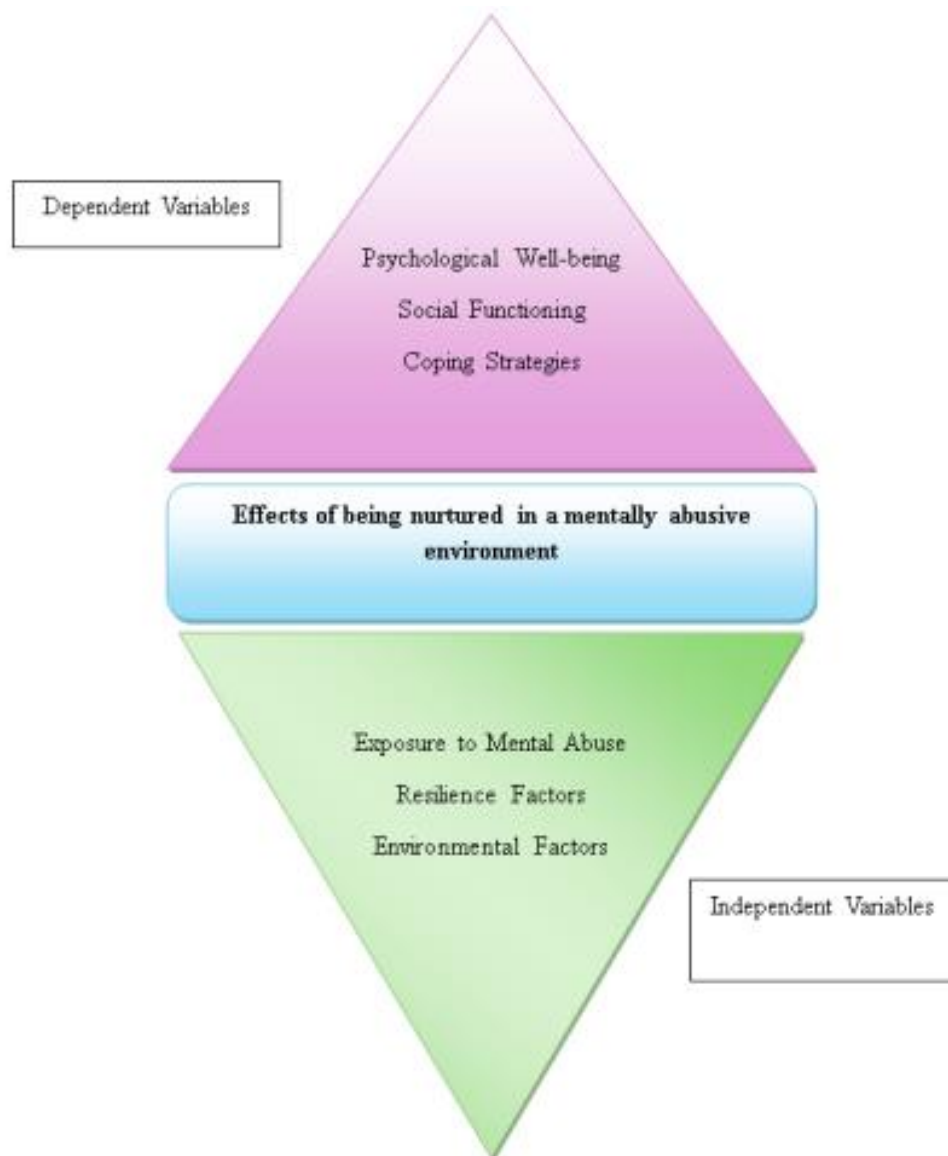 Dependent Variables
Psychological Well-being
Social Functioning
Coping Strategies
Effects of being nurtured in a mentally abusive
environment
Exposure to Mental Abuse
Resilience Factors
Environmental Factors
Independent Variables